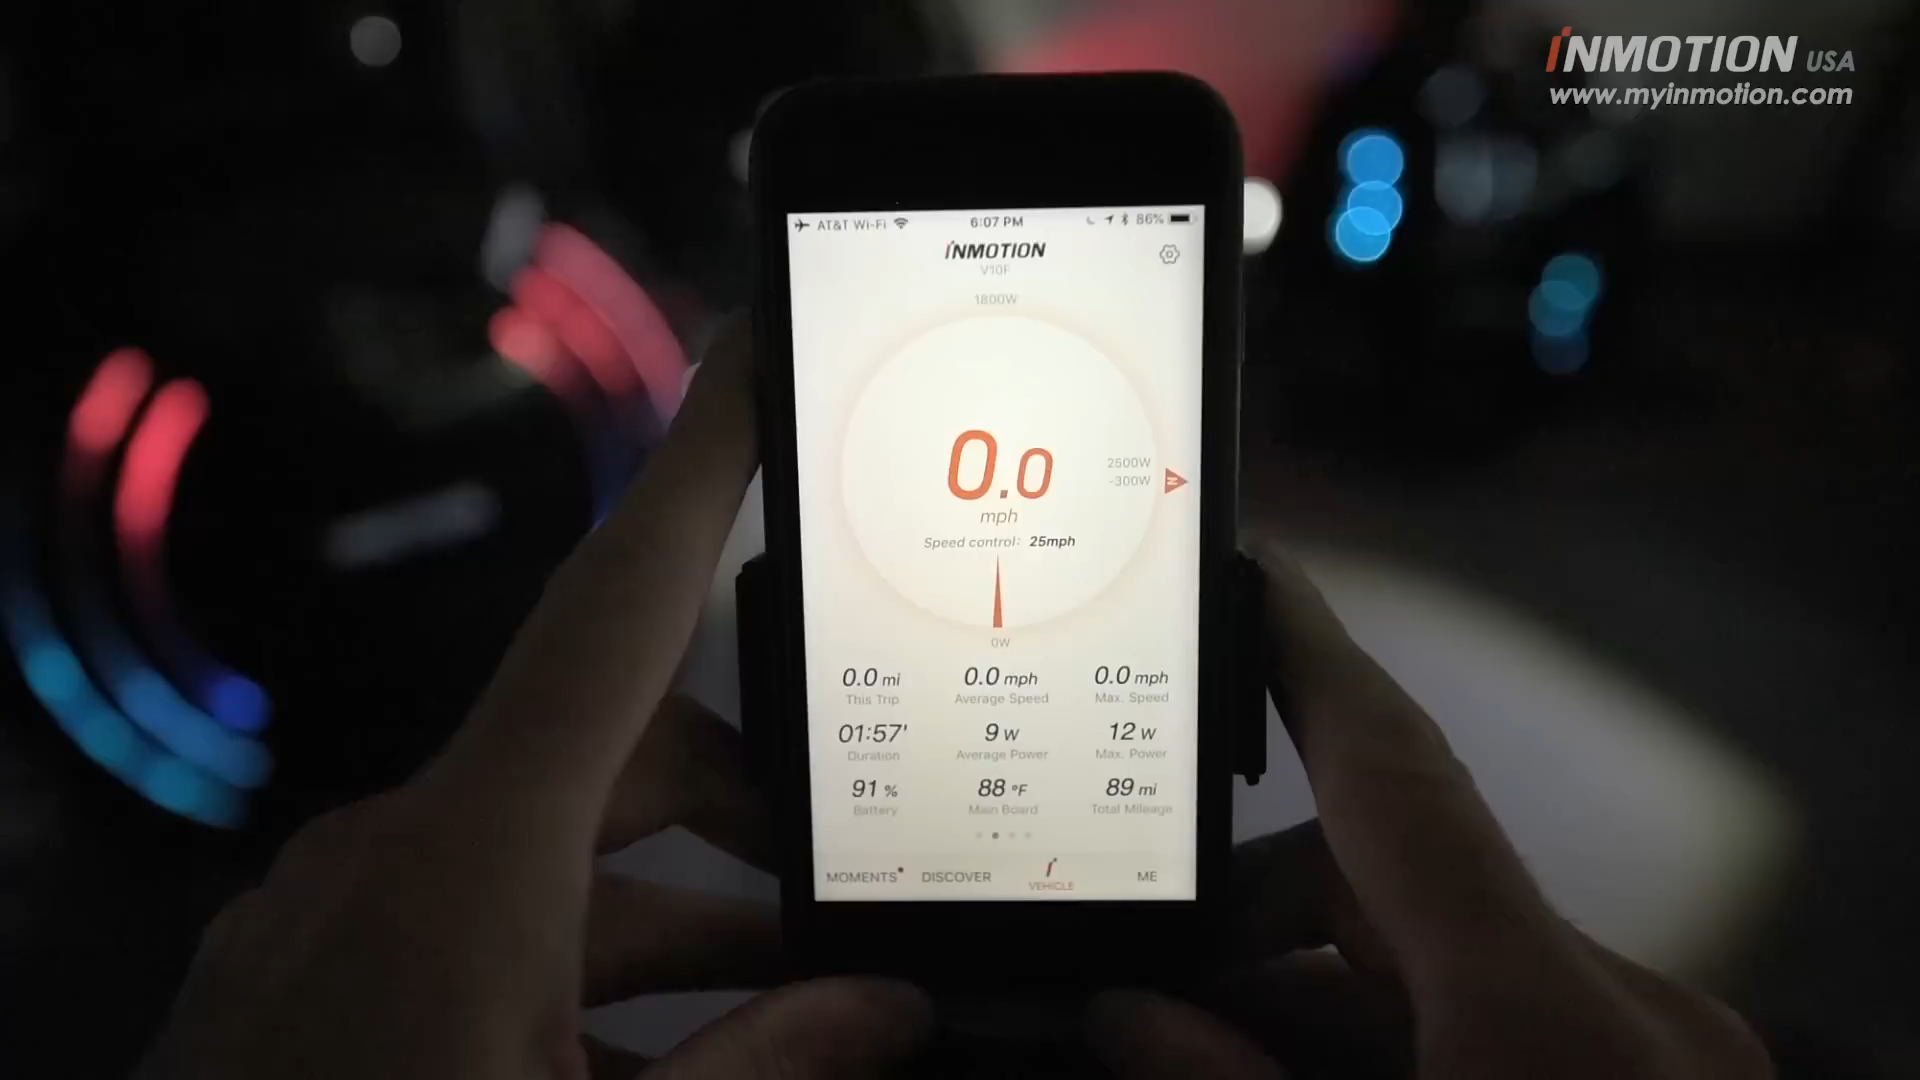 INMOTION USA
www.myinmotion.com
AT&T Wi-Fi 6:07 PM 86%
INMOTION
V10F
1800W
0.0
mph
2500W
-300W
N
Speed control: 25mph
0W
0.0 mi 0.0 mph 0.0 mph
This Trip Average Speed Max. Speed
01:57' 9 w 12 w
Duration Average Power Max. Power
91 % 88 °F 89 mi
Battery Main Board Total Mileage
MOMENTS DISCOVER VEHICLE ME